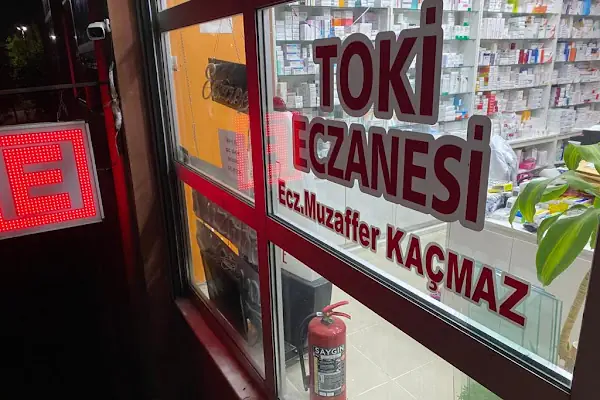 E
TOKİ
ECZANESİ
Ecz.Muzaffer KAÇMAZ
SAYGIN